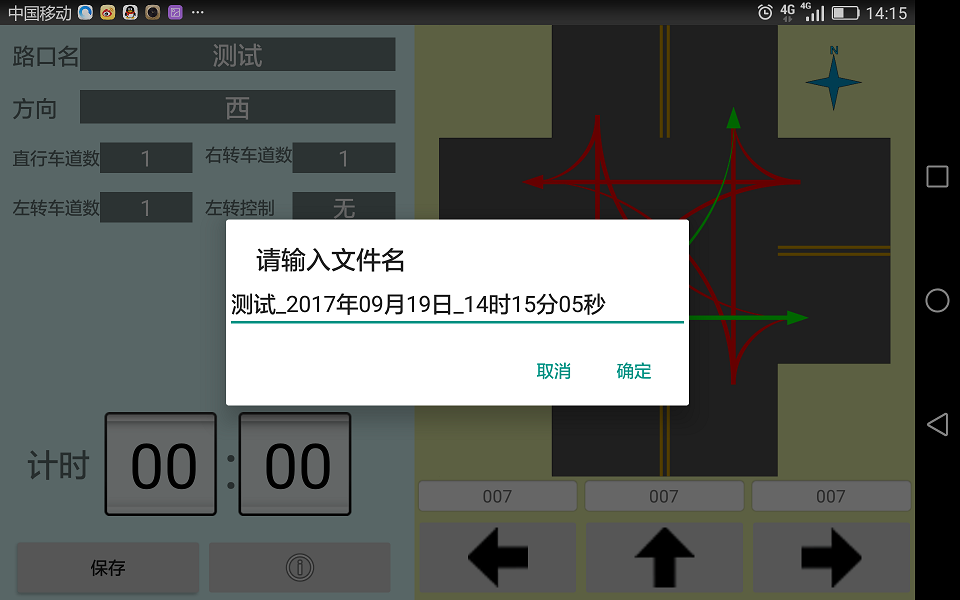 中国移动 ... 4G 4G 14:15
路口名 测试
方向 西
直行车道数 1 右转车道数 1
左转车道数 1 左转控制 无
N
请输入文件名
测试_2017年09月19日_14时15分05秒
取消 确定
计时 00 : 00
007 007 007
保存